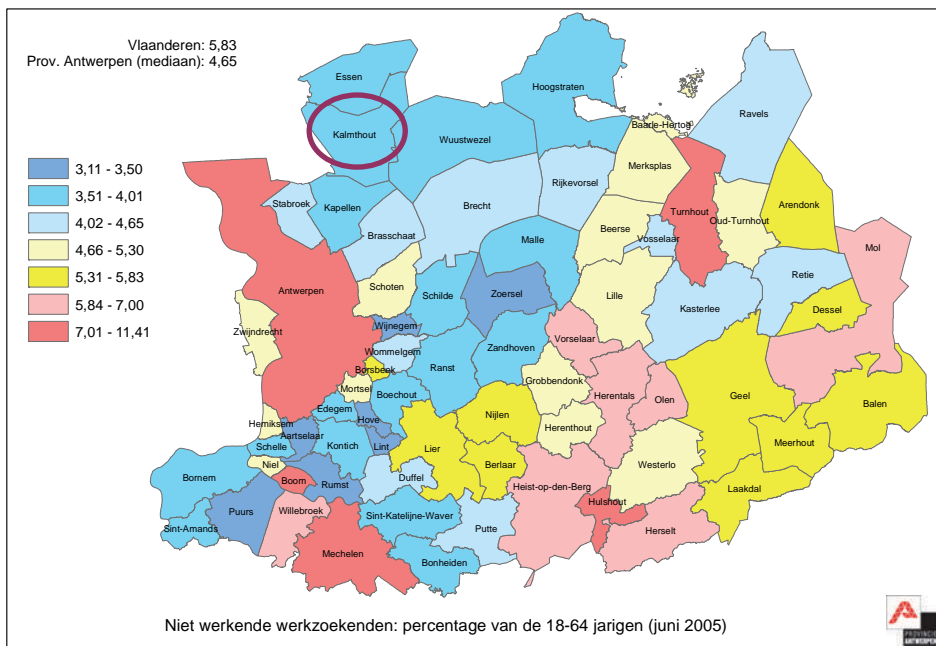 Vlaanderen: 5,83
Prov. Antwerpen (mediaan): 4,65
3,11 - 3,50
3,51 - 4,01
4,02 - 4,65
4,66 - 5,30
5,31 - 5,83
5,84 - 7,00
7,01 - 11,41
Essen
Hoogstraten
Kalmthout
Wuustwezel
Baarle-Hertog
Ravels
Merksplas
Rijkevorsel
Stabroek
Kapellen
Brecht
Turnhout
Oud-Turnhout
Arendonk
Brasschaat
Malle
Beerse
Vosselaar
Mol
Antwerpen
Schoten
Schilde
Zoersel
Lille
Kasterlee
Retie
Dessel
Zwijndrecht
Wijnegem
Wommelgem
Vorselaar
Zandhoven
Borsbeek
Ranst
Mortsel
Boechout
Grobbendonk
Herentals
Olen
Geel
Balen
Edegem
Hove
Nijlen
Hemiksem
Aartselaar
Kontich
Lint
Lier
Herenthout
Meerhout
Schelle
Niel
Berlaar
Westerlo
Bornem
Boom
Rumst
Duffel
Heist-op-den-Berg
Laakdal
Puurs
Willebroek
Sint-Katelijne-Waver
Putte
Hulshout
Herselt
Sint-Amands
Mechelen
Bonheiden
Niet werkende werkzoekenden: percentage van de 18-64 jarigen (juni 2005)
PROVINCIE
ANTWERPEN